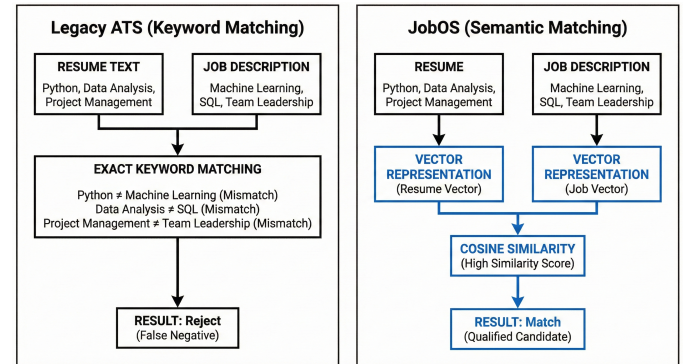 Legacy ATS (Keyword Matching)
RESUME TEXT
Python, Data Analysis,
Project Management
JOB DESCRIPTION
Machine Learning,
SQL, Team Leadership
EXACT KEYWORD MATCHING
Python ≠ Machine Learning (Mismatch)
Data Analysis ≠ SQL (Mismatch)
Project Management ≠ Team Leadership (Mismatch)
RESULT: Reject
(False Negative)
JobOS (Semantic Matching)
RESUME
Python, Data Analysis,
Project Management
JOB DESCRIPTION
Machine Learning,
SQL, Team Leadership
VECTOR
REPRESENTATION
(Resume Vector)
VECTOR
REPRESENTATION
(Job Vector)
COSINE SIMILARITY
(High Similarity Score)
RESULT: Match
(Qualified Candidate)